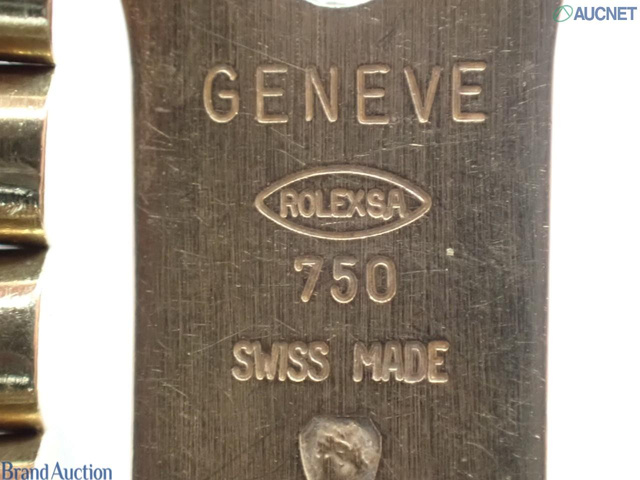 AUCNET
GENEVE
ROLEXSA
750
SWISS MADE
Brand Auction